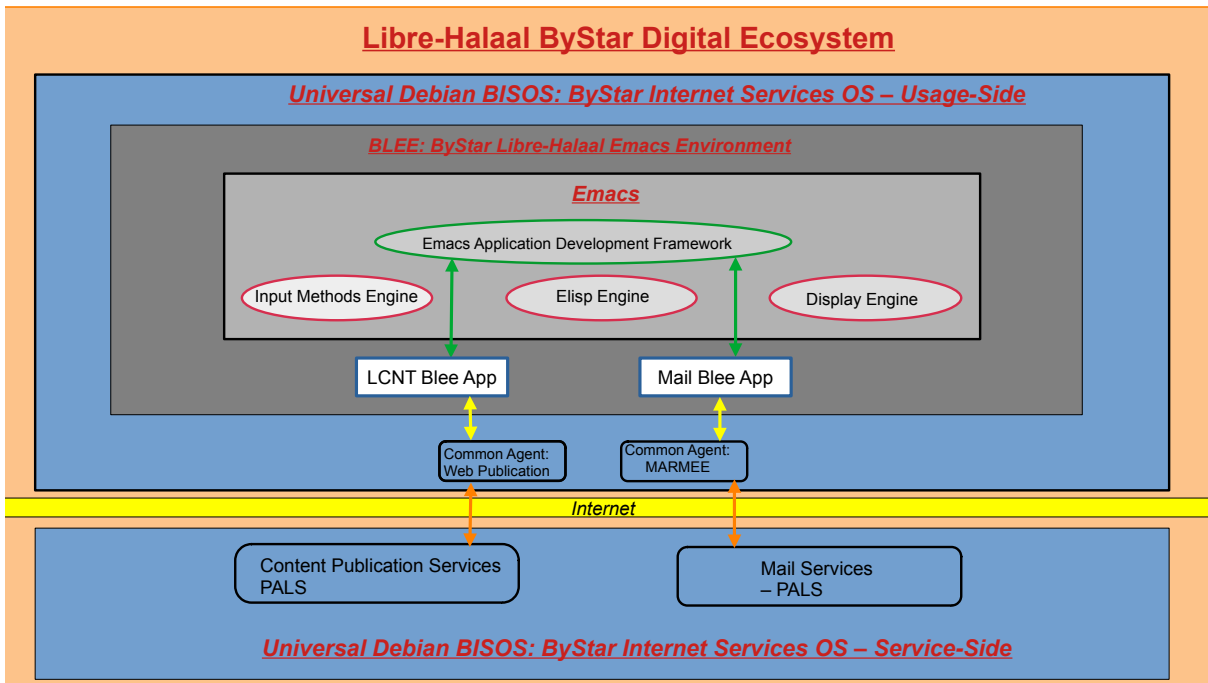 Libre-Halaal ByStar Digital Ecosystem
Universal Debian BISOS: ByStar Internet Services OS – Usage-Side
BLEE: ByStar Libre-Halaal Emacs Environment
Emacs
Emacs Application Development Framework
Input Methods Engine
Elisp Engine
Display Engine
LCNT Blee App
Mail Blee App
Common Agent:
Web Publication
Common Agent:
MARMEE
Internet
Content Publication Services
PALS
Mail Services
– PALS
Universal Debian BISOS: ByStar Internet Services OS – Service-Side